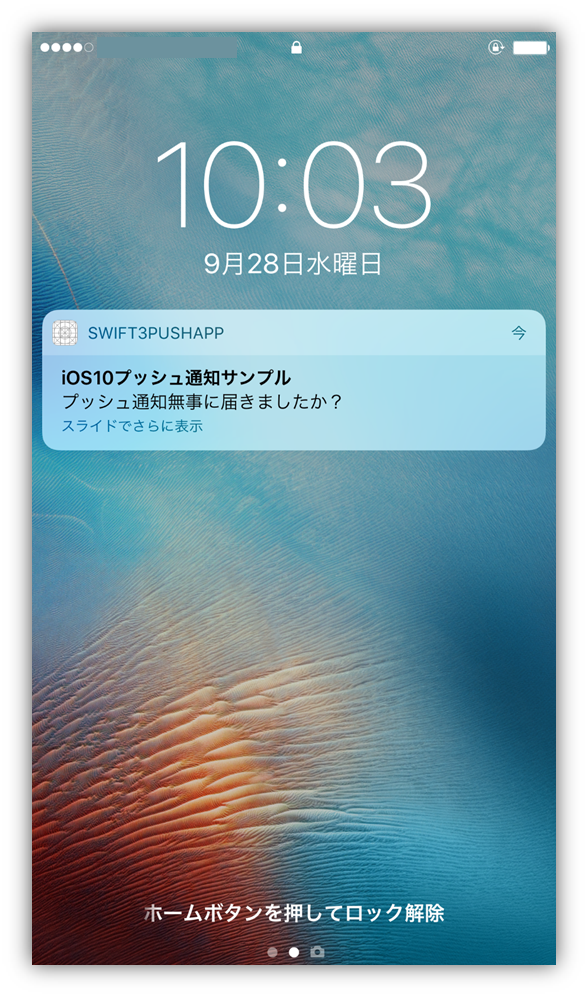 10:03
9月28日水曜日
SWIFT3PUSHAPP 今
iOS10プッシュ通知サンプル
プッシュ通知無事に届きましたか？
スライドでさらに表示
ホームボタンを押してロック解除